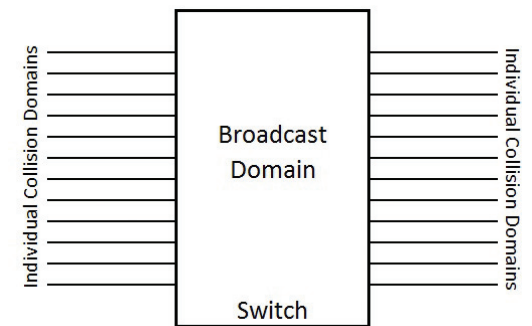 Individual Collision Domains
Broadcast
Domain
Switch
Individual Collision Domains